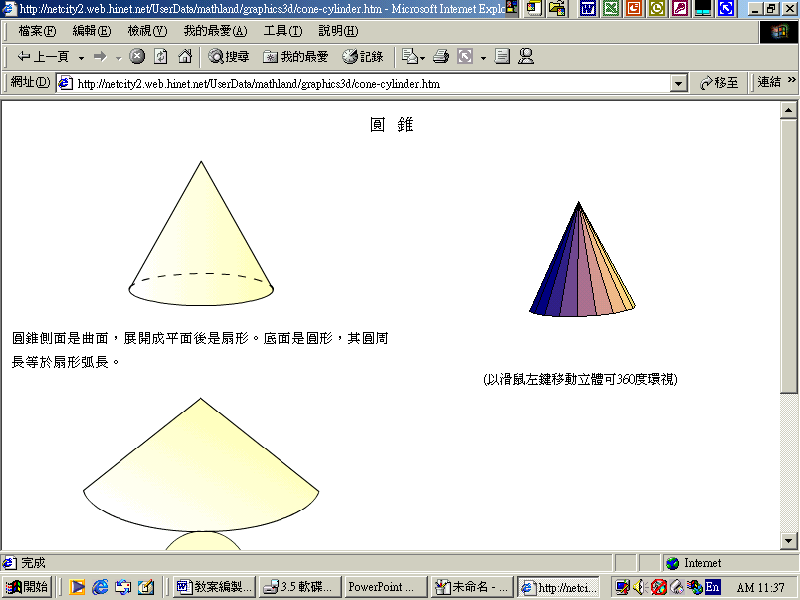 http://netcity2.web.hinet.net/UserData/mathland/graphics3d/cone-cylinder.htm - Microsoft Internet Explo
檔案(F) 編輯(E) 檢視(V) 我的最愛(A) 工具(T) 說明(H)
上一頁 搜尋 我的最愛 記錄
網址(D) http://netcity2.web.hinet.net/UserData/mathland/graphics3d/cone-cylinder.htm 移至 連結 »
圓 錐
圓錐側面是曲面，展開成平面後是扇形。底面是圓形，其圓周
長等於扇形弧長。
(以滑鼠左鍵移動立體可360度環視)
完成 Internet
開始 教案編製... 3.5 軟碟... PowerPoint ... 未命名 - ... http://netci... En AM 11:37